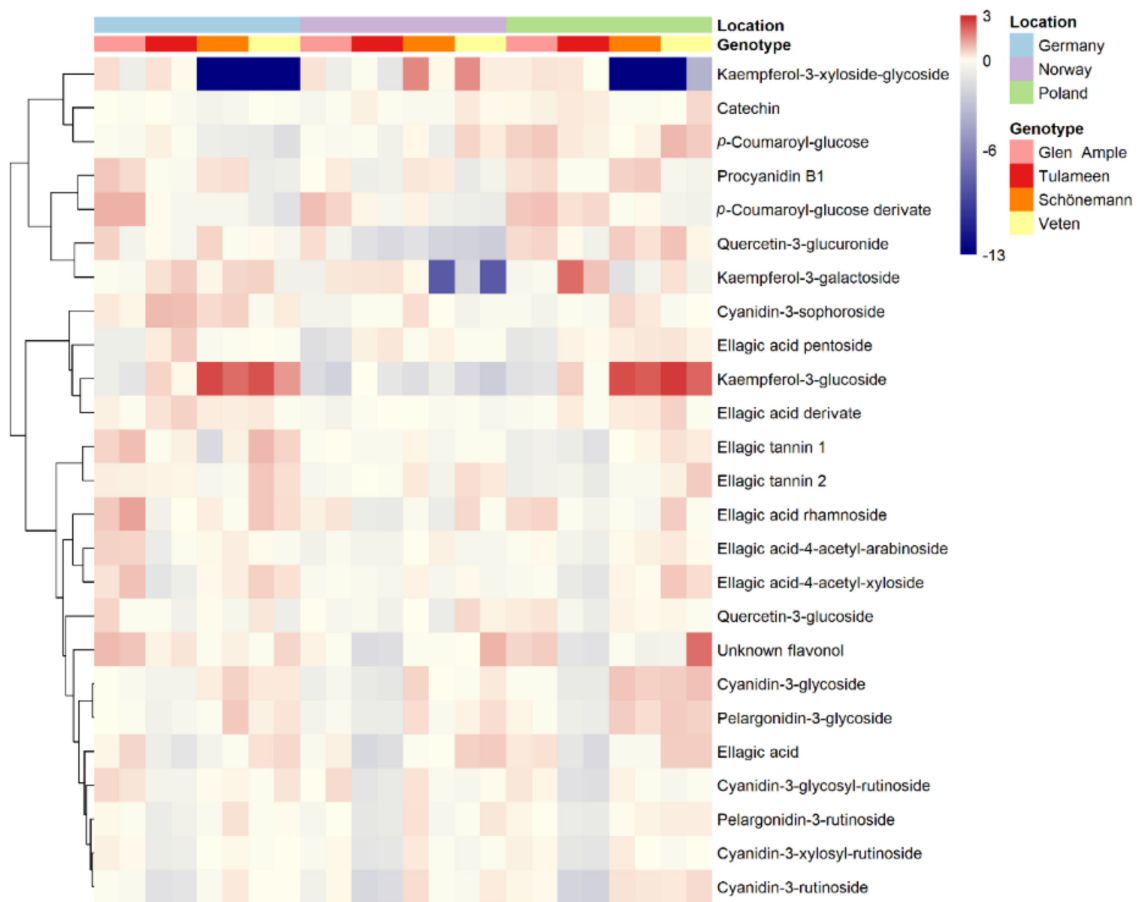 Location
Genotype
Kaempferol-3-xyloside-glycoside
Catechin
p-Coumaroyl-glucose
Procyanidin B1
p-Coumaroyl-glucose derivate
Quercetin-3-glucuronide
Kaempferol-3-galactoside
Cyanidin-3-sophoroside
Ellagic acid pentoside
Kaempferol-3-glucoside
Ellagic acid derivate
Ellagic tannin 1
Ellagic tannin 2
Ellagic acid rhamnoside
Ellagic acid-4-acetyl-arabinoside
Ellagic acid-4-acetyl-xyloside
Quercetin-3-glucoside
Unknown flavonol
Cyanidin-3-glycoside
Pelargonidin-3-glycoside
Ellagic acid
Cyanidin-3-glycosyl-rutinoside
Pelargonidin-3-rutinoside
Cyanidin-3-xylosyl-rutinoside
Cyanidin-3-rutinoside
3
0
-6
-13
Location
Germany
Norway
Poland
Genotype
Glen Ample
Tulameen
Schönemann
Veten